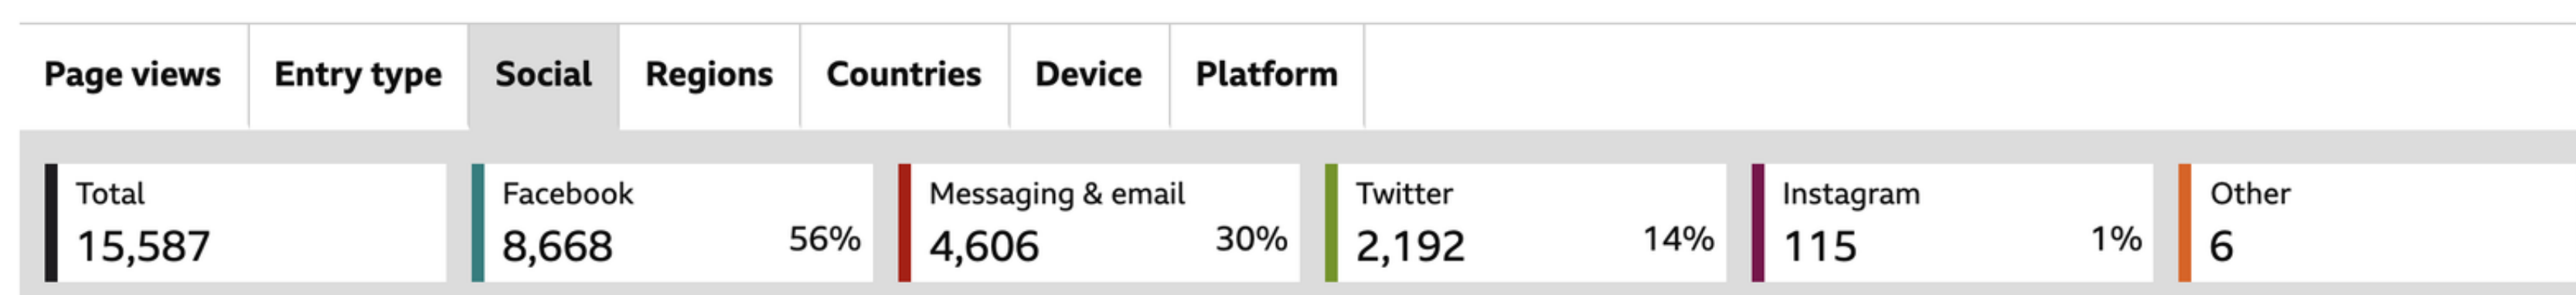 Page views Entry type Social Regions Countries Device Platform
Total Facebook Messaging & email Twitter Instagram Other
15,587 8,668 56% 4,606 30% 2,192 14% 115 1% 6